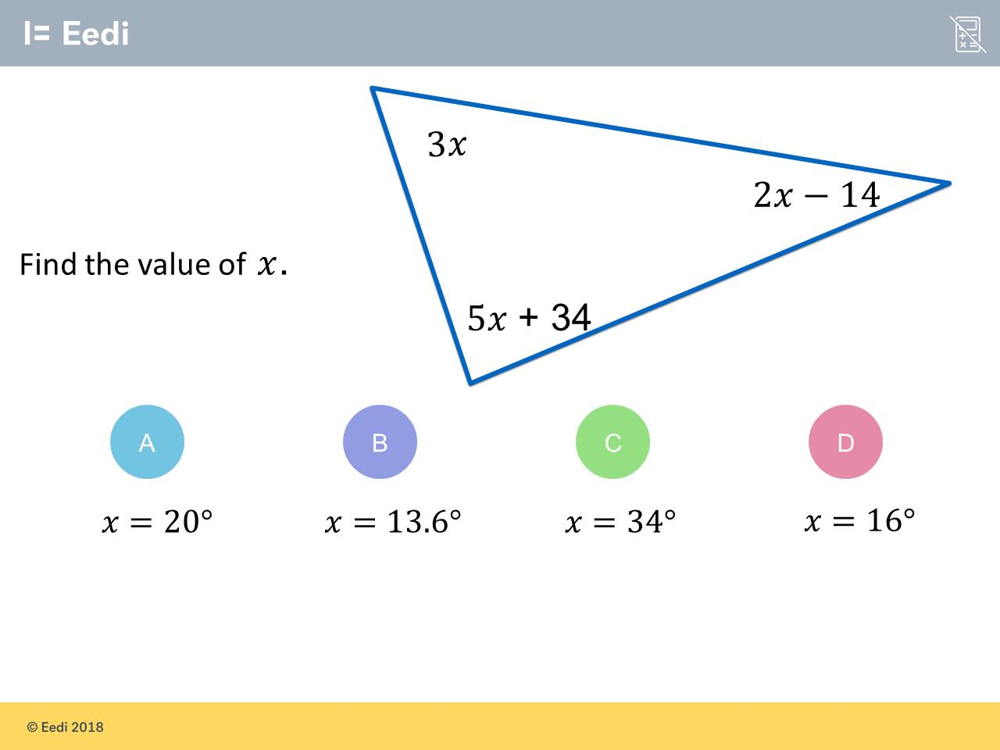 Eedi
3x
2x − 14
Find the value of x.
5x + 34
A
B
C
D
x = 20°
x = 13.6°
x = 34°
x = 16°
© Eedi 2018